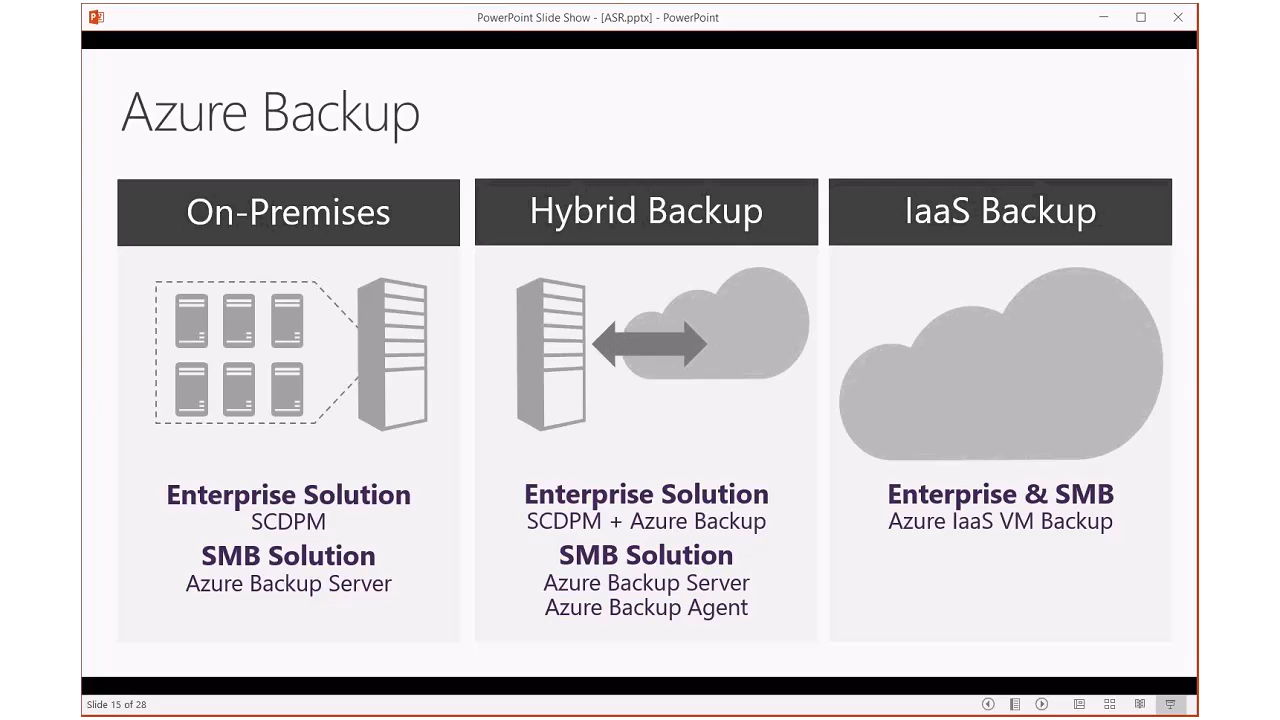 PowerPoint Slide Show - [ASR.pptx] - PowerPoint
Azure Backup
On-Premises
Enterprise Solution
SCDPM
SMB Solution
Azure Backup Server
Hybrid Backup
Enterprise Solution
SCDPM + Azure Backup
SMB Solution
Azure Backup Server
Azure Backup Agent
IaaS Backup
Enterprise & SMB
Azure IaaS VM Backup
Slide 15 of 28